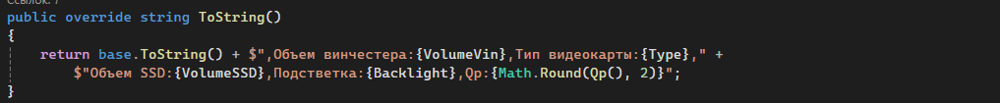 Ссылок: 7
public override string ToString()
{
return base.ToString() + $",Объем винчестера:{VolumeVin},Тип видеокарты:{Type}," +
$"Объем SSD:{VolumeSSD},Подстветка:{Backlight},Qp:{Math.Round(Qp(), 2)}";
}